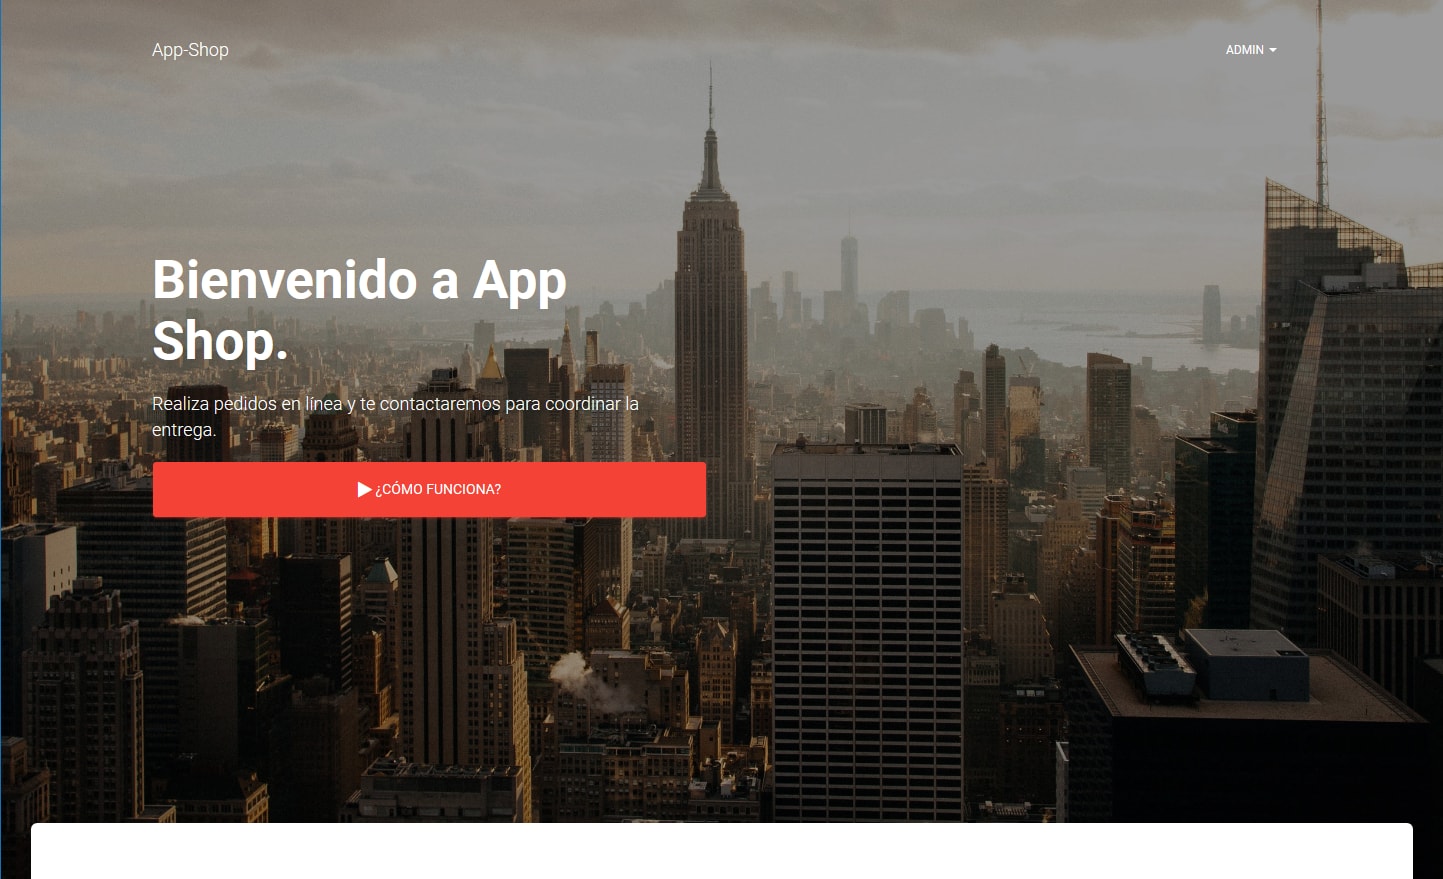 App-Shop
ADMIN
Bienvenido a App
Shop.
Realiza pedidos en línea y te contactaremos para coordinar la
entrega.
¿CÓMO FUNCIONA?